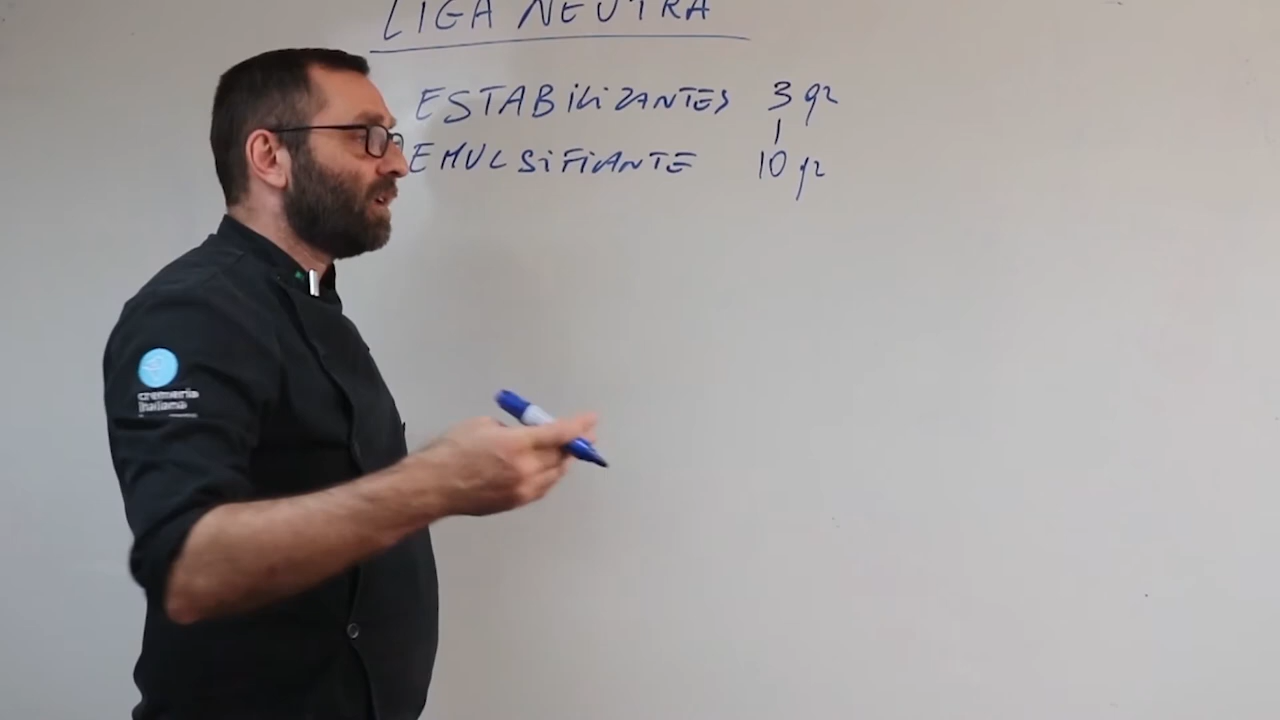 LIGA NEUTRA
ESTABILIZANTES 3 gr
EMULSIFIANTE 10 gr
cremeria
italiana